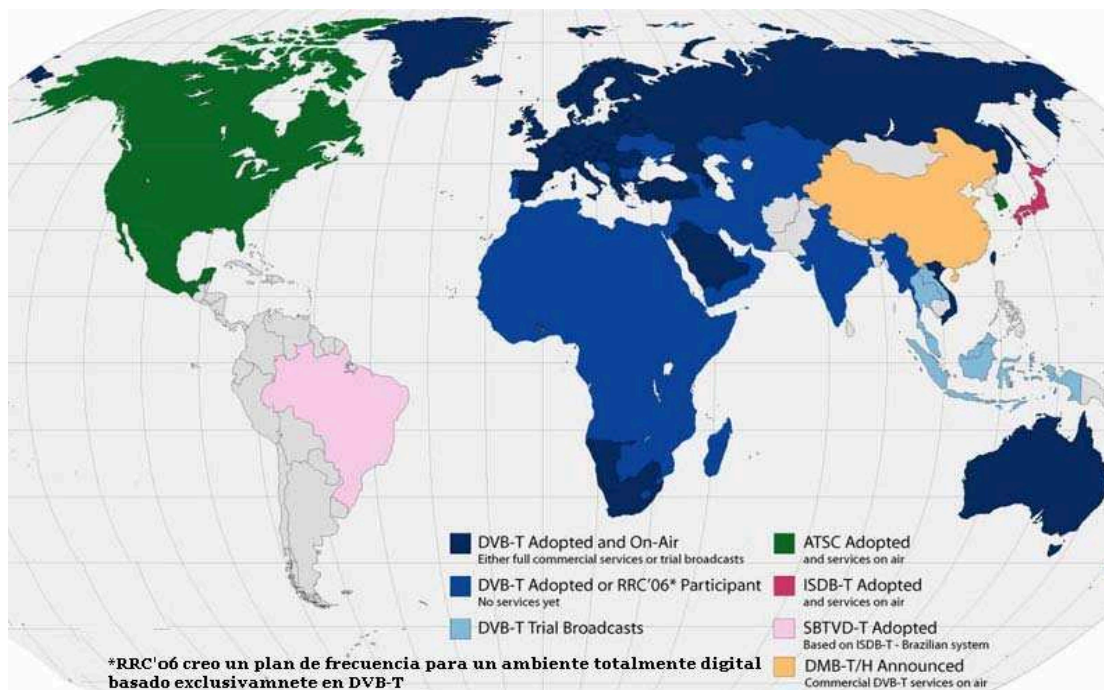 DVB-T Adopted and On-Air
Either full commercial services or trial broadcasts
DVB-T Adopted or RRC'06* Participant
No services yet
DVB-T Trial Broadcasts
ATSC Adopted
and services on air
ISDB-T Adopted
and services on air
SBTVD-T Adopted
Based on ISDB-T - Brazilian system
DMB-T/H Announced
Commercial DVB-T services on air
*RRC'06 creo un plan de frecuencia para un ambiente totalmente digital
basado exclusivamnete en DVB-T